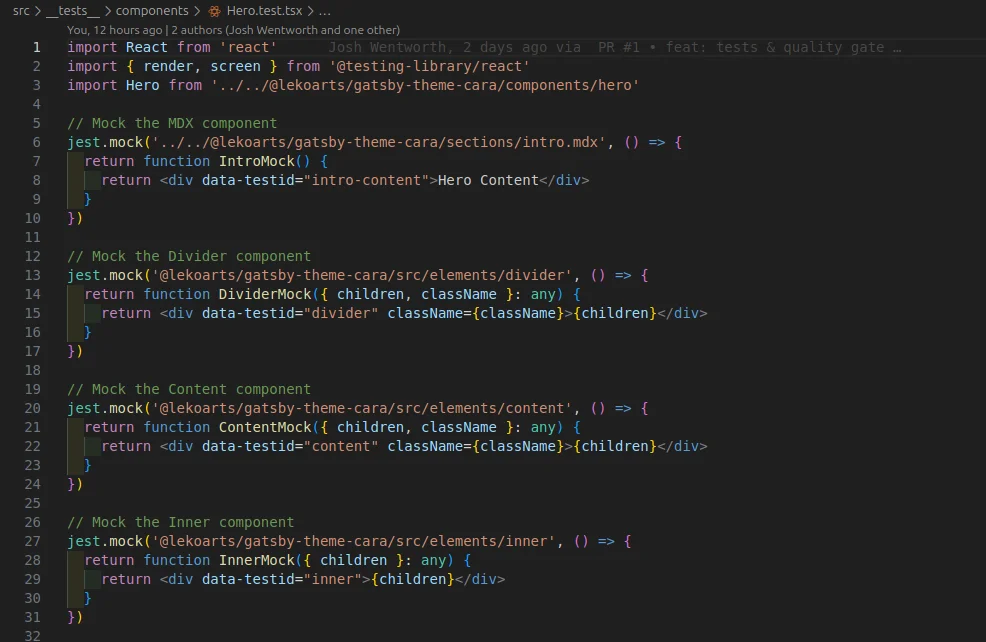 src > __tests__ > components > Hero.test.tsx > ...
You, 12 hours ago | 2 authors (Josh Wentworth and one other)
1 import React from 'react' Josh Wentworth, 2 days ago via PR #1 • feat: tests & quality gate …
2 import { render, screen } from '@testing-library/react'
3 import Hero from '../../@lekoarts/gatsby-theme-cara/components/hero'
4
5 // Mock the MDX component
6 jest.mock('../../@lekoarts/gatsby-theme-cara/sections/intro.mdx', () => {
7   return function IntroMock() {
8     return <div data-testid="intro-content">Hero Content</div>
9   }
10 })
11
12 // Mock the Divider component
13 jest.mock('@lekoarts/gatsby-theme-cara/src/elements/divider', () => {
14   return function DividerMock({ children, className }: any) {
15     return <div data-testid="divider" className={className}>{children}</div>
16   }
17 })
18
19 // Mock the Content component
20 jest.mock('@lekoarts/gatsby-theme-cara/src/elements/content', () => {
21   return function ContentMock({ children, className }: any) {
22     return <div data-testid="content" className={className}>{children}</div>
23   }
24 })
25
26 // Mock the Inner component
27 jest.mock('@lekoarts/gatsby-theme-cara/src/elements/inner', () => {
28   return function InnerMock({ children }: any) {
29     return <div data-testid="inner">{children}</div>
30   }
31 })
32